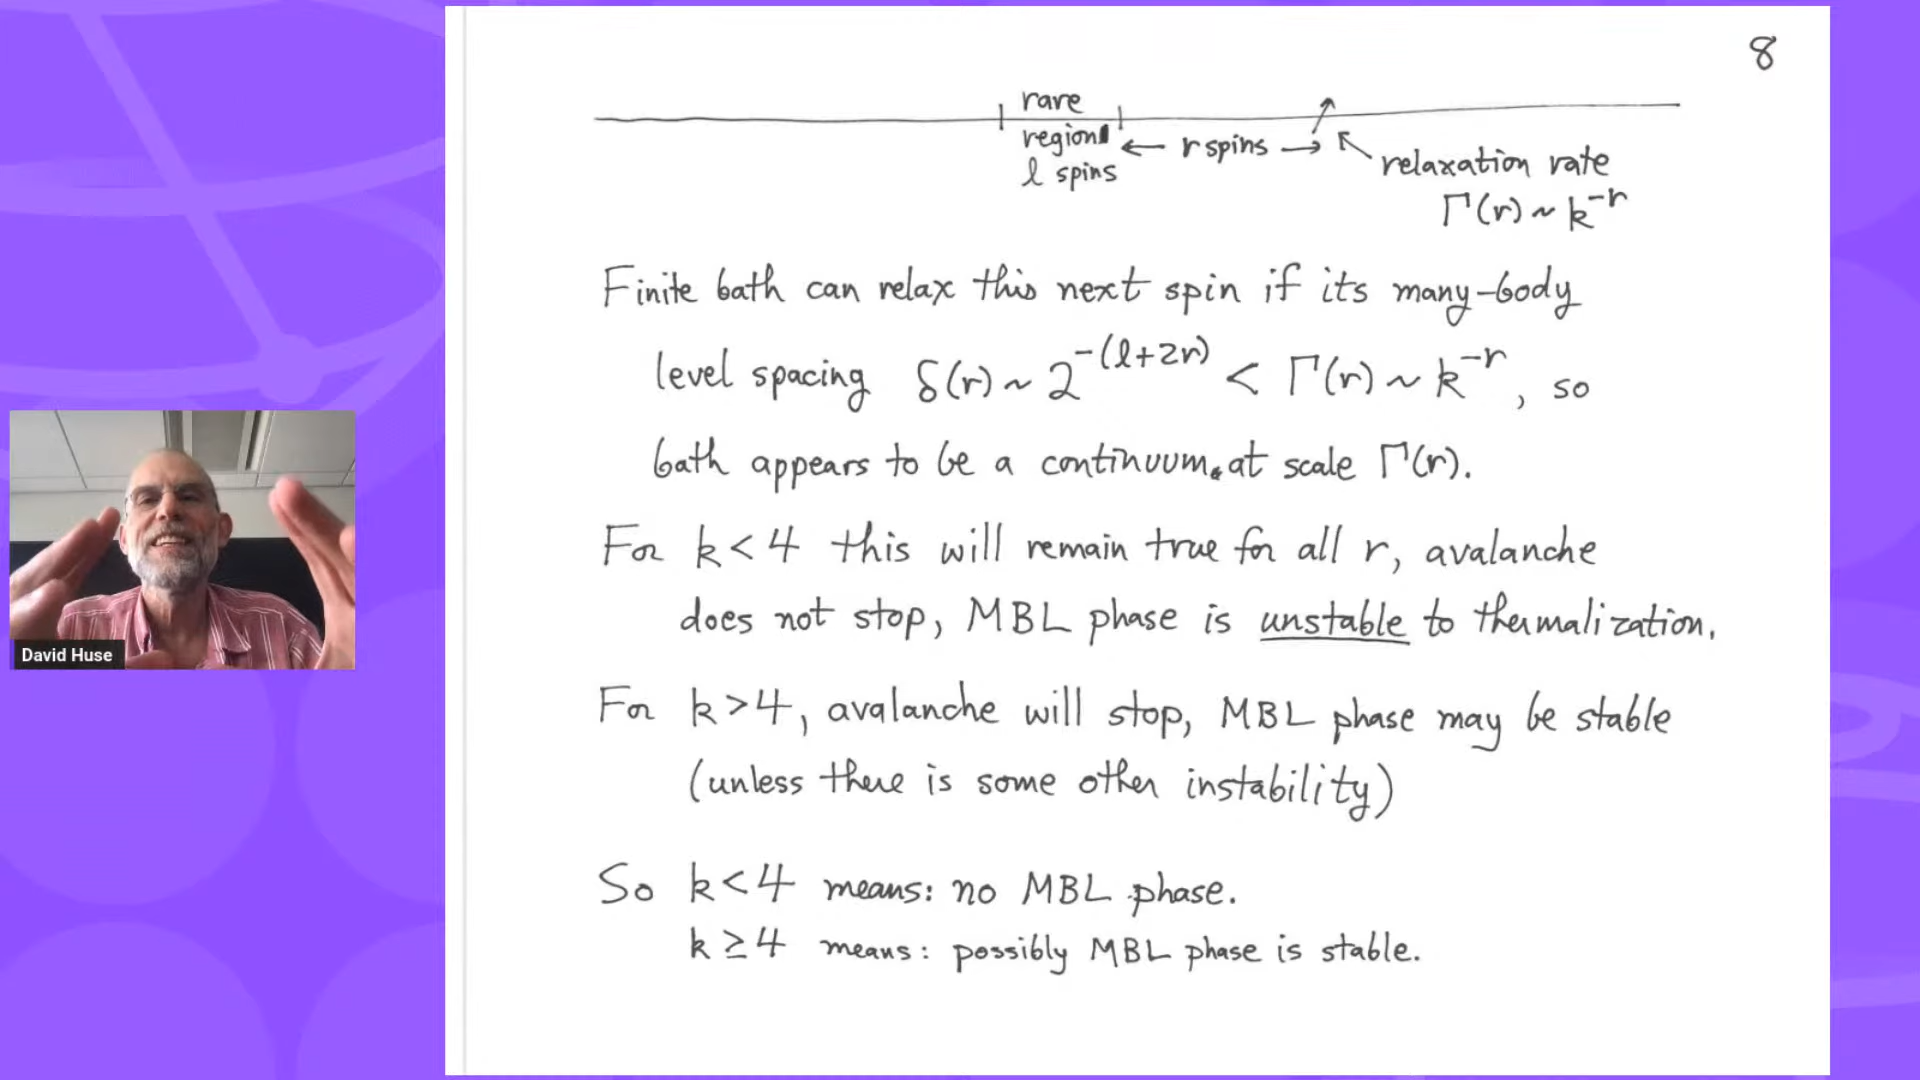 8
rare
region
l spins
← r spins →
relaxation rate
Γ(r) ~ k^-r
Finite bath can relax this next spin if its many-body
level spacing δ(r) ~ 2^-(l+2r) < Γ(r) ~ k^-r, so
bath appears to be a continuum at scale Γ(r).
For k<4 this will remain true for all r, avalanche
does not stop, MBL phase is unstable to thermalization.
For k>4, avalanche will stop, MBL phase may be stable
(unless there is some other instability)
So k<4 means: no MBL phase.
k≥4 means: possibly MBL phase is stable.
David Huse